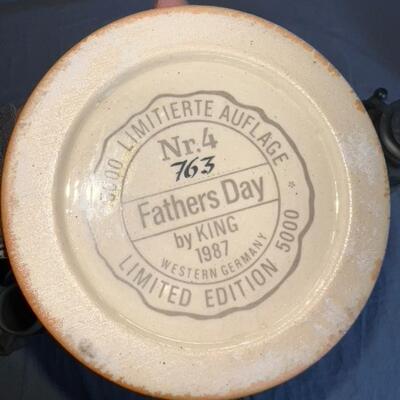 5000 LIMITIERTE AUFLAGE *
Nr.4
763
Fathers Day
by KING
1987
WESTERN GERMANY
LIMITED EDITION 5000